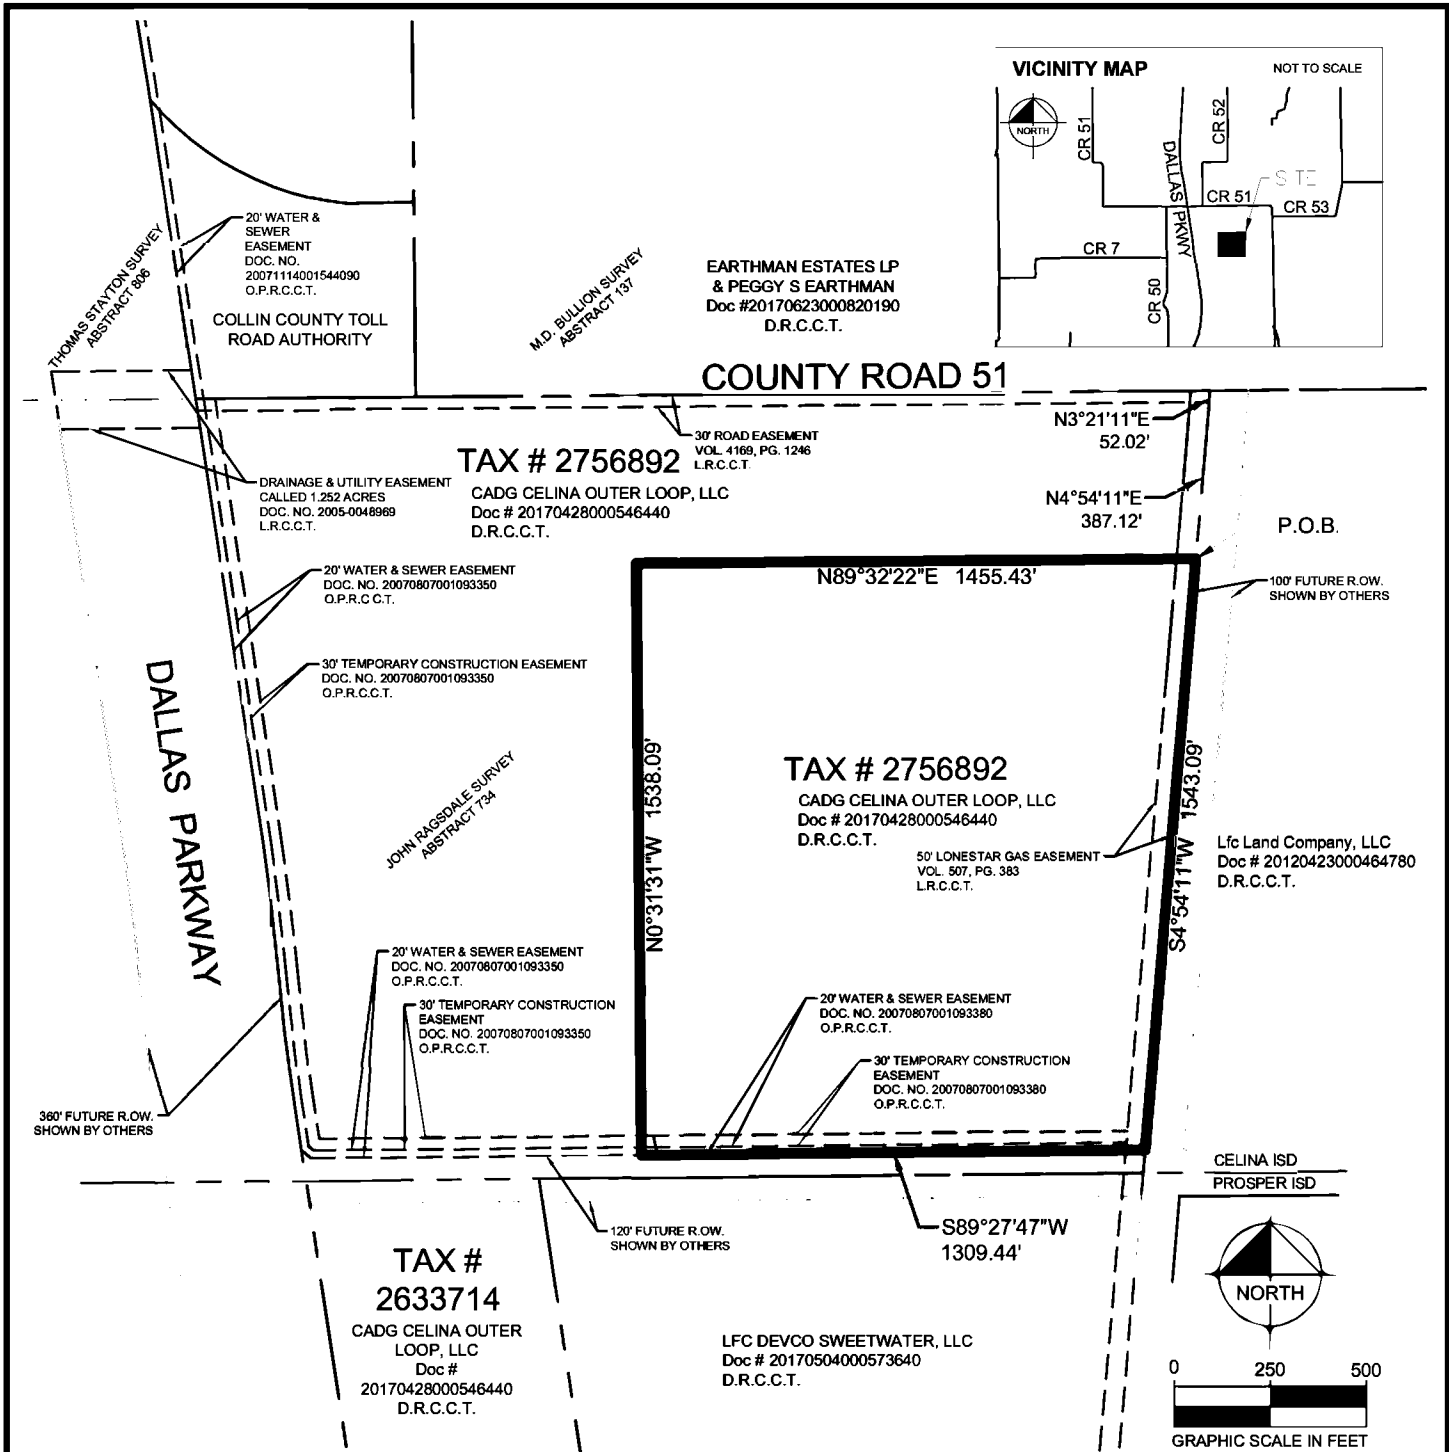 VICINITY MAP
NOT TO SCALE
NORTH
CR 51
CR 52
DALLAS PKWY
SITE
CR 51
CR 53
CR 7
CR 50
20' WATER &
SEWER
EASEMENT
DOC. NO.
20071114001544090
O.P.R.C.C.T.
THOMAS STAYTON SURVEY
ABSTRACT 806
COLLIN COUNTY TOLL
ROAD AUTHORITY
M.D. BULLION SURVEY
ABSTRACT 137
EARTHMAN ESTATES LP
& PEGGY S EARTHMAN
Doc #20170623000820190
D.R.C.C.T.
COUNTY ROAD 51
N3°21'11"E
52.02'
30' ROAD EASEMENT
VOL. 4169, PG. 1246
L.R.C.C.T.
TAX # 2756892
CADG CELINA OUTER LOOP, LLC
Doc # 20170428000546440
D.R.C.C.T.
DRAINAGE & UTILITY EASEMENT
CALLED 1.252 ACRES
DOC. NO. 2005-0048969
L.R.C.C.T.
N4°54'11"E
387.12'
P.O.B.
20' WATER & SEWER EASEMENT
DOC. NO. 20070807001093350
O.P.R.C C.T.
N89°32'22"E 1455.43'
100' FUTURE R.OW.
SHOWN BY OTHERS
30' TEMPORARY CONSTRUCTION EASEMENT
DOC. NO. 20070807001093350
O.P.R.C.C.T.
DALLAS PARKWAY
JOHN RAGSDALE SURVEY
ABSTRACT 734
N0°31'31"W 1538.09'
TAX # 2756892
CADG CELINA OUTER LOOP, LLC
Doc # 20170428000546440
D.R.C.C.T.
50' LONESTAR GAS EASEMENT
VOL. 507, PG. 383
L.R.C.C.T.
S4°54'11"W 1543.09'
Lfc Land Company, LLC
Doc # 20120423000464780
D.R.C.C.T.
20' WATER & SEWER EASEMENT
DOC. NO. 20070807001093350
O.P.R.C.C.T.
30' TEMPORARY CONSTRUCTION
EASEMENT
DOC. NO. 20070807001093350
O.P.R.C.C.T.
20' WATER & SEWER EASEMENT
DOC. NO. 20070807001093380
O.P.R.C.C.T.
30' TEMPORARY CONSTRUCTION
EASEMENT
DOC. NO. 20070807001093380
O.P.R.C.C.T.
360' FUTURE R.OW.
SHOWN BY OTHERS
CELINA ISD
PROSPER ISD
120' FUTURE R.OW.
SHOWN BY OTHERS
S89°27'47"W
1309.44'
TAX #
2633714
CADG CELINA OUTER
LOOP, LLC
Doc #
20170428000546440
D.R.C.C.T.
LFC DEVCO SWEETWATER, LLC
Doc # 20170504000573640
D.R.C.C.T.
NORTH
0 250 500
GRAPHIC SCALE IN FEET